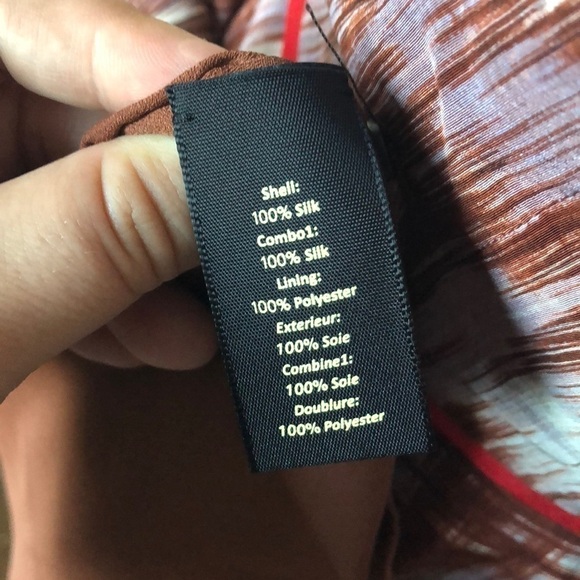 Shell:
100% Silk
Combo1:
100% Silk
Lining:
100% Polyester
Exterieur:
100% Soie
Combine1:
100% Soie
Doublure:
100% Polyester